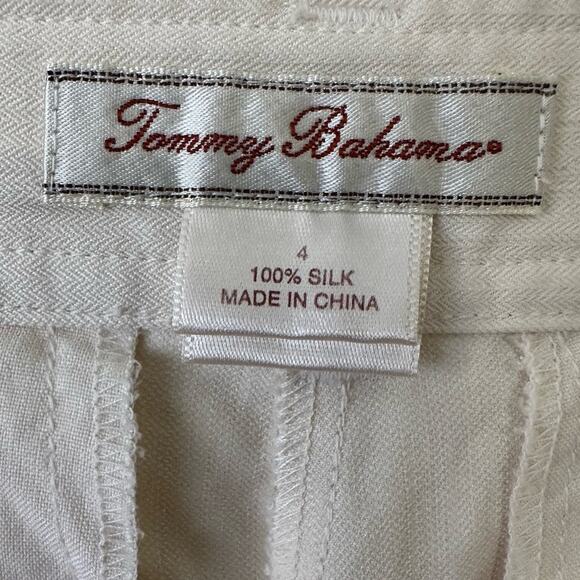 Tommy Bahama®
4
100% SILK
MADE IN CHINA